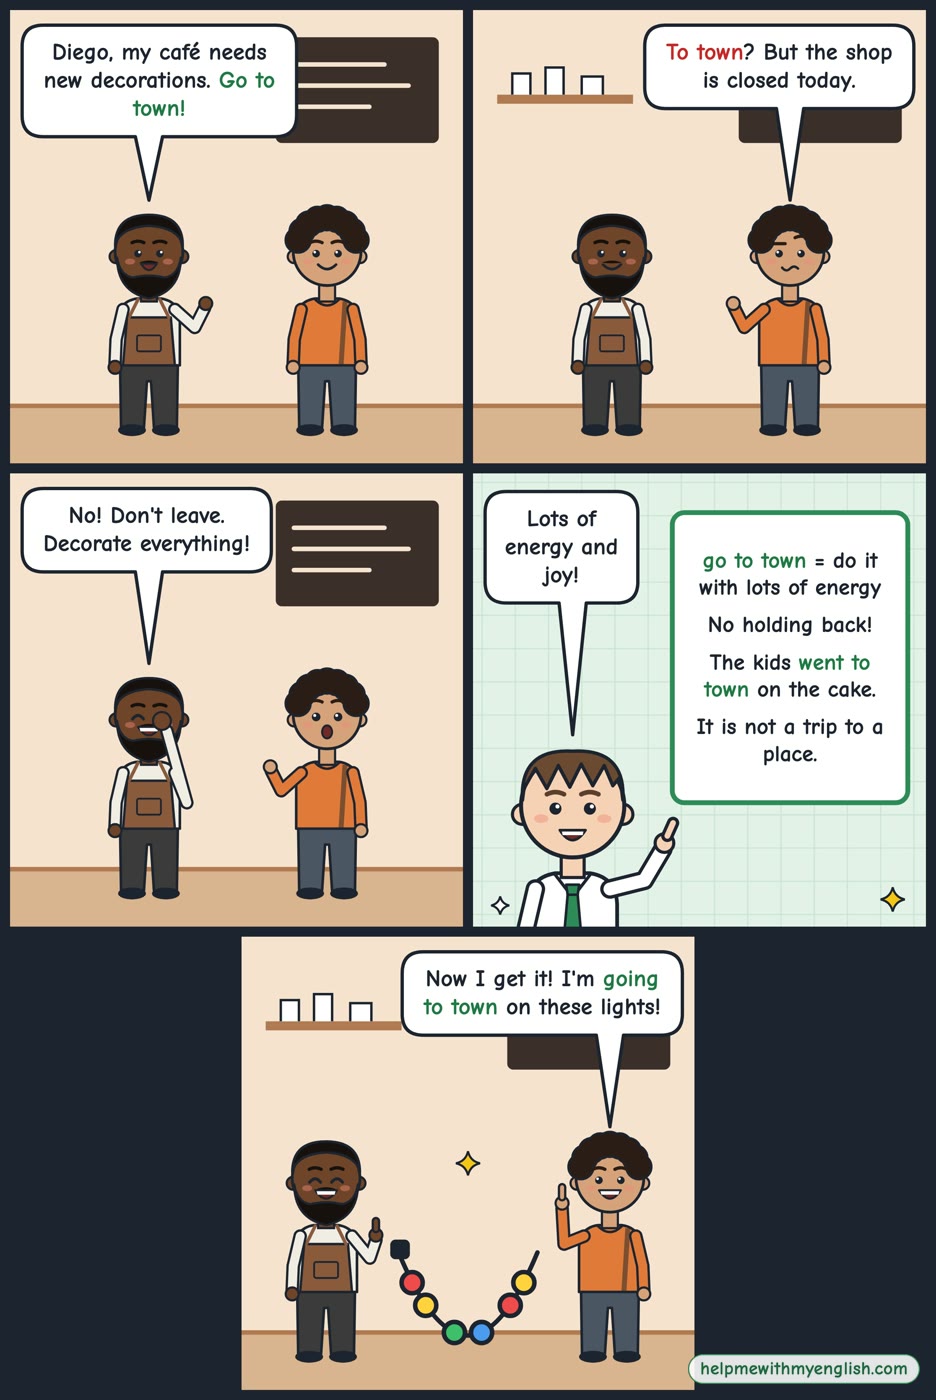 Diego, my café needs
new decorations. Go to
town!
To town? But the shop
is closed today.
No! Don't leave.
Decorate everything!
Lots of
energy and
joy!
go to town = do it
with lots of energy
No holding back!
The kids went to
town on the cake.
It is not a trip to a
place.
Now I get it! I'm going
to town on these lights!
helpmewithmyenglish.com